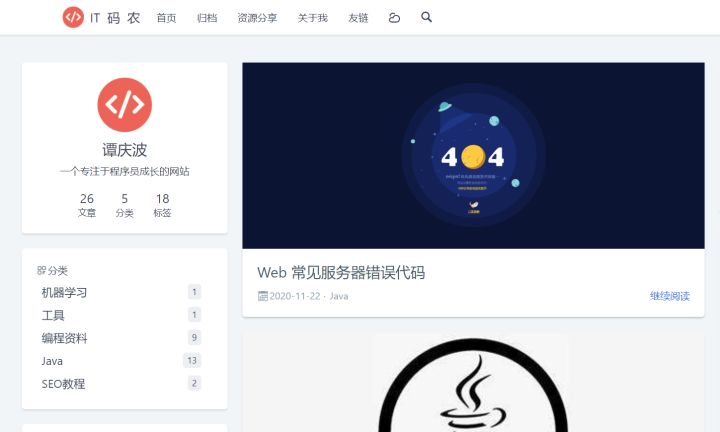 IT 码 农
首页 归档 资源分享 关于我 友链
谭庆波
一个专注于程序员成长的网站
26 5 18
文章 分类 标签
分类
机器学习 1
工具 1
编程资料 9
Java 13
SEO教程 2
404
Web 常见服务器错误代码
2020-11-22 · Java
继续阅读